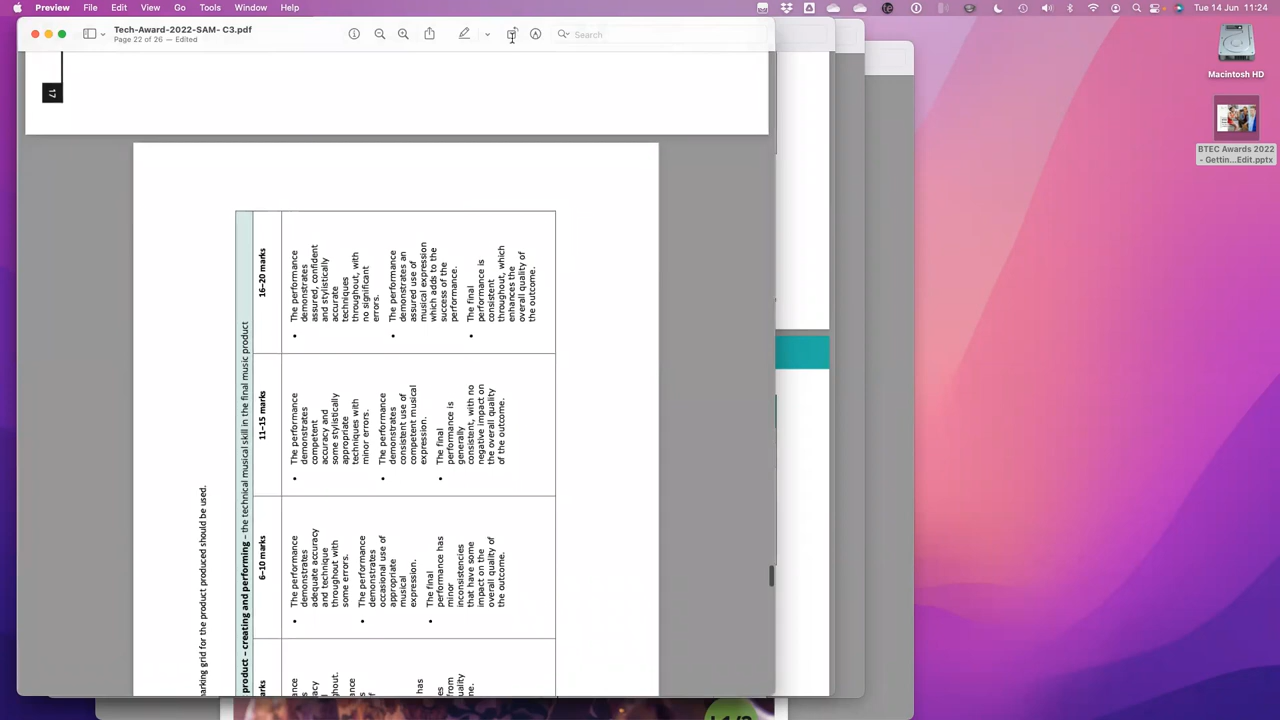 Preview File Edit View Go Tools Window Help
Tue 14 Jun 11:24
Tech-Award-2022-SAM- C3.pdf
Page 22 of 26 — Edited
Search
Macintosh HD
BTEC Awards 2022
- Gettin...Edit.pptx
17
arking grid for the product produced should be used.
product – creating and performing – the technical musical skill in the final music product
16–20 marks
• The performance
demonstrates
assured, confident
and stylistically
accurate
techniques
throughout, with
no significant
errors.
• The performance
demonstrates an
assured use of
musical expression
which adds to the
success of the
performance.
• The final
performance is
consistent
throughout, which
enhances the
overall quality of
the outcome.
11–15 marks
• The performance
demonstrates
competent
accuracy and
some stylistically
appropriate
techniques with
minor errors.
• The performance
demonstrates
consistent use of
competent musical
expression.
• The final
performance is
generally
consistent, with no
negative impact on
the overall quality
of the outcome.
6–10 marks
• The performance
demonstrates
adequate accuracy
and technique
throughout with
some errors.
• The performance
demonstrates
occasional use of
appropriate
musical
expression.
• The final
performance has
minor
inconsistencies
that have some
impact on the
overall quality of
the outcome.